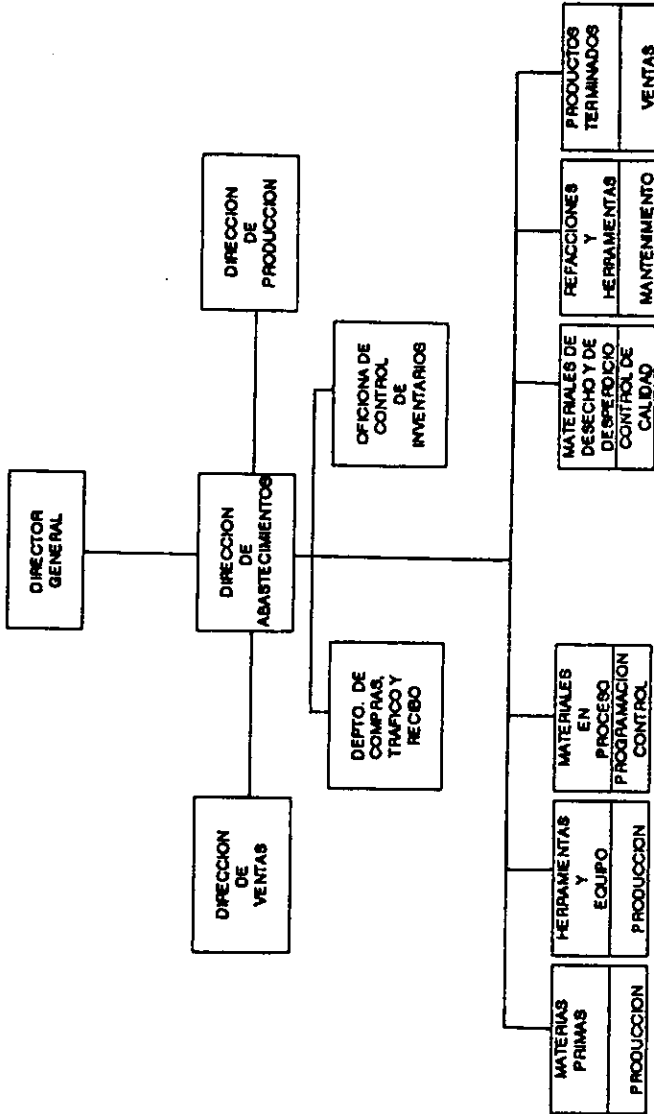 DIRECTOR
GENERAL
DIRECCION
DE
VENTAS
DIRECCION
DE
ABASTECIMIENTOS
DIRECCION
DE
PRODUCCION
DEPTO. DE
COMPRAS,
TRAFICO Y
RECIBO
OFICIONA DE
CONTROL
DE
INVENTARIOS
MATERIAS
PRIMAS
PRODUCCION
HERRAMIENTAS
Y
EQUIPO
PRODUCCION
MATERIALES
EN
PROCESO
PROGRAMACION
CONTROL
MATERIALES DE
DESECHO Y DE
DESPERDICIO
CONTROL DE
CALIDAD
REFACCIONES
Y
HERRAMIENTAS
MANTENIMIENTO
PRODUCTOS
TERMINADOS
VENTAS